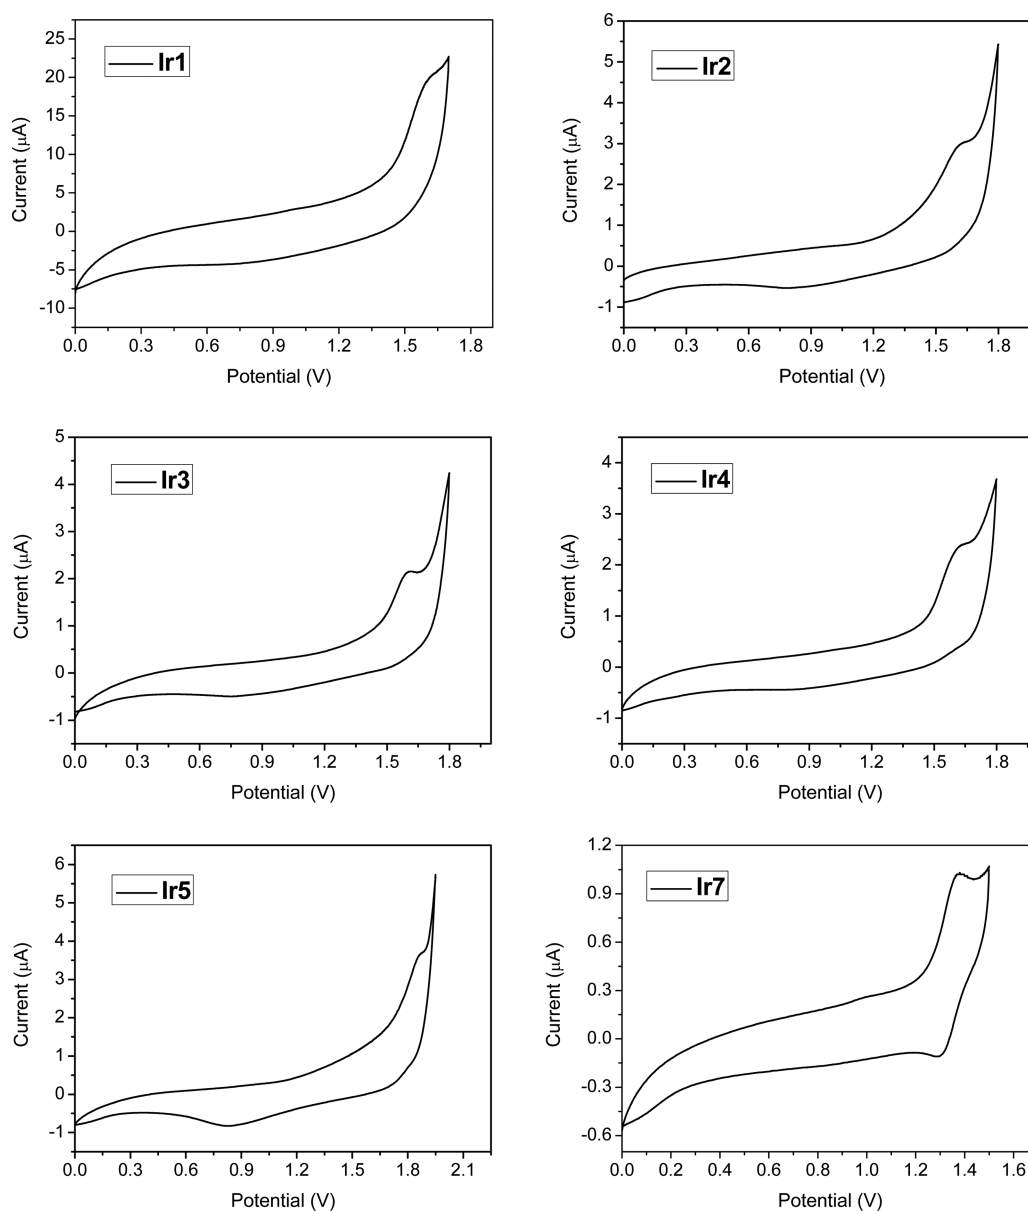 Ir1
25
20
15
10
5
0
-5
-10
Current (μA)
0.0 0.3 0.6 0.9 1.2 1.5 1.8
Potential (V)
Ir2
6
5
4
3
2
1
0
-1
Current (μA)
0.0 0.3 0.6 0.9 1.2 1.5 1.8
Potential (V)
Ir3
5
4
3
2
1
0
-1
Current (μA)
0.0 0.3 0.6 0.9 1.2 1.5 1.8
Potential (V)
Ir4
4
3
2
1
0
-1
Current (μA)
0.0 0.3 0.6 0.9 1.2 1.5 1.8
Potential (V)
Ir5
6
5
4
3
2
1
0
-1
Current (μA)
0.0 0.3 0.6 0.9 1.2 1.5 1.8 2.1
Potential (V)
Ir7
1.2
0.9
0.6
0.3
0.0
-0.3
-0.6
Current (μA)
0.0 0.2 0.4 0.6 0.8 1.0 1.2 1.4 1.6
Potential (V)